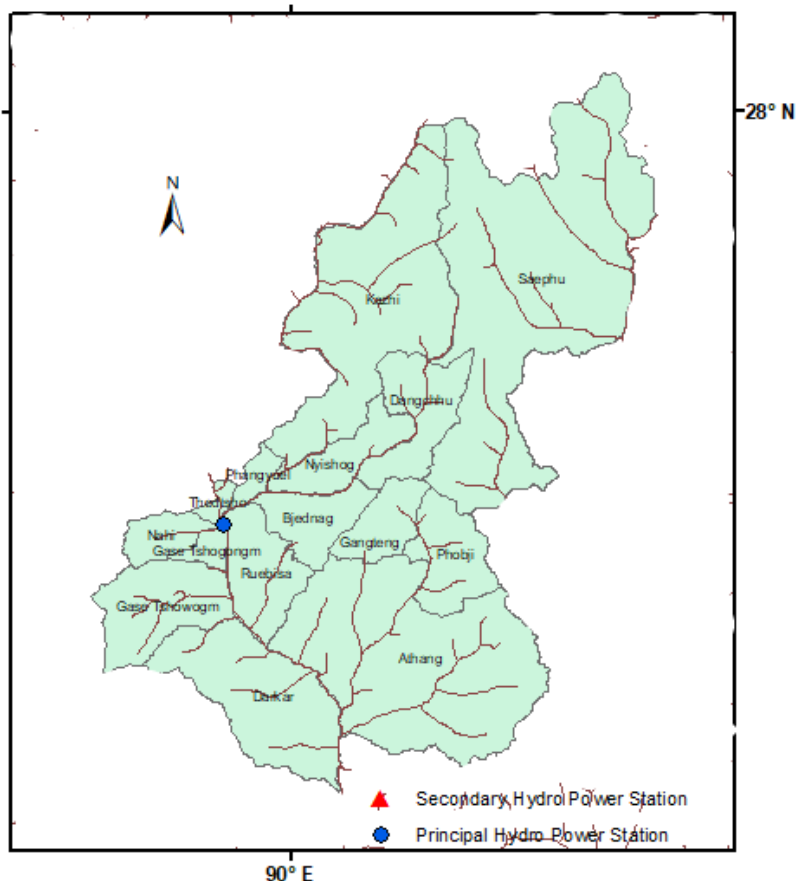 28° N
N
Saephu
Kazhi
Dangchhu
Nyishog
Phangyuel
Thedtsho
Bjednag
Nahi
Gangteng
Gase Tshogongm
Phobji
Ruebisa
Gase Tshowogm
Athang
Darkar
Secondary Hydro Power Station
Principal Hydro Power Station
90° E